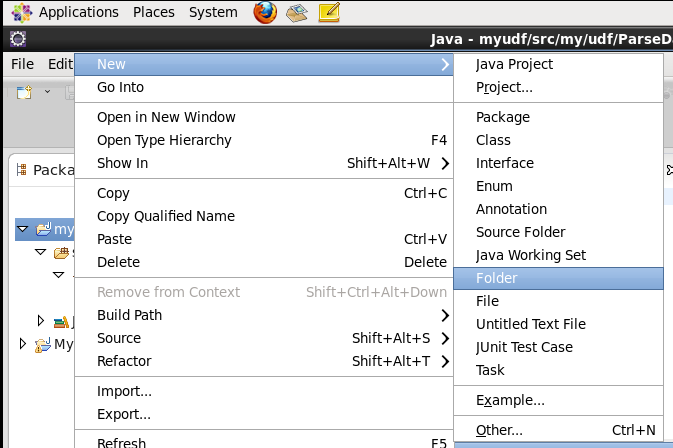 Applications Places System
Java - myudf/src/my/udf/ParseDa
File Edit
New
Go Into
Open in New Window
Open Type Hierarchy F4
Show In Shift+Alt+W
Copy Ctrl+C
Copy Qualified Name
Paste Ctrl+V
Delete Delete
Remove from Context Shift+Ctrl+Alt+Down
Build Path
Source Shift+Alt+S
Refactor Shift+Alt+T
Import...
Export...
Refresh F5
Java Project
Project...
Package
Class
Interface
Enum
Annotation
Source Folder
Java Working Set
Folder
File
Untitled Text File
JUnit Test Case
Task
Example...
Other... Ctrl+N
Packa
my
My